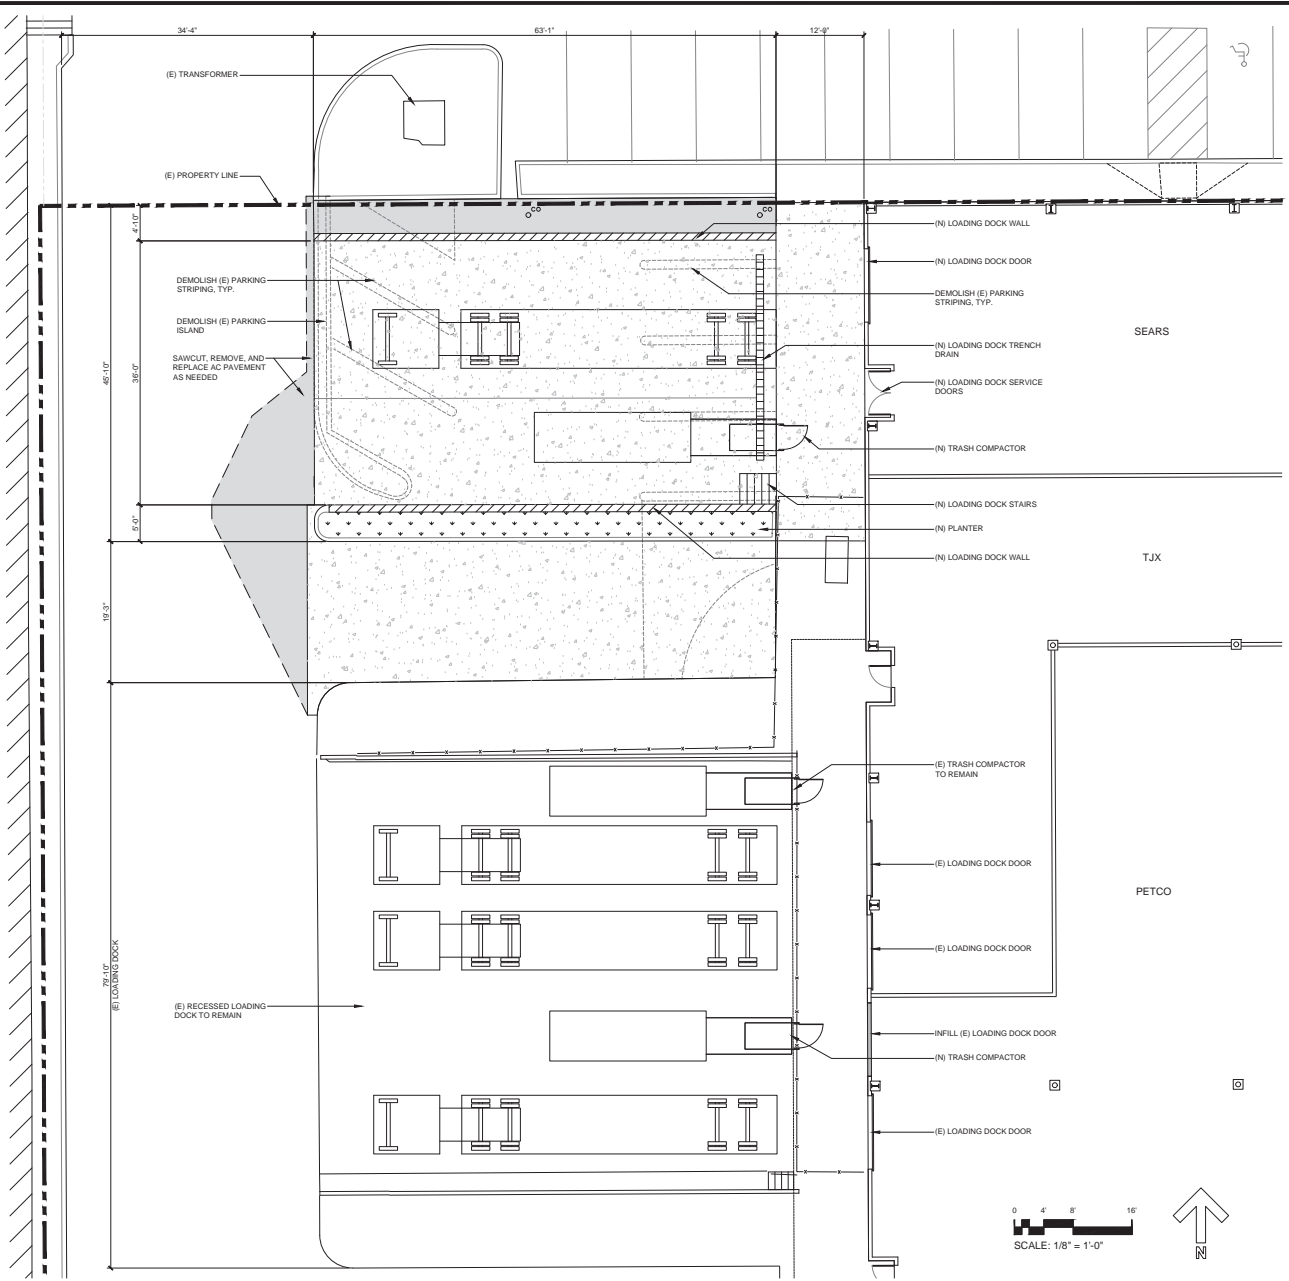 34'-4"
63'-1"
12'-9"
(E) TRANSFORMER
(E) PROPERTY LINE
CO
CO
4'-10"
(N) LOADING DOCK WALL
(N) LOADING DOCK DOOR
DEMOLISH (E) PARKING
STRIPING, TYP.
DEMOLISH (E) PARKING
STRIPING, TYP.
DEMOLISH (E) PARKING
ISLAND
SEARS
(N) LOADING DOCK TRENCH
DRAIN
SAWCUT, REMOVE, AND
REPLACE AC PAVEMENT
AS NEEDED
45'-10"
36'-0"
(N) LOADING DOCK SERVICE
DOORS
(N) TRASH COMPACTOR
(N) LOADING DOCK STAIRS
5'-0"
(N) PLANTER
(N) LOADING DOCK WALL
TJX
19'-3"
(E) TRASH COMPACTOR
TO REMAIN
(E) LOADING DOCK DOOR
PETCO
(E) LOADING DOCK DOOR
79'-10"
(E) LOADING DOCK
(E) RECESSED LOADING
DOCK TO REMAIN
INFILL (E) LOADING DOCK DOOR
(N) TRASH COMPACTOR
(E) LOADING DOCK DOOR
0 4' 8' 16'
SCALE: 1/8" = 1'-0"
N